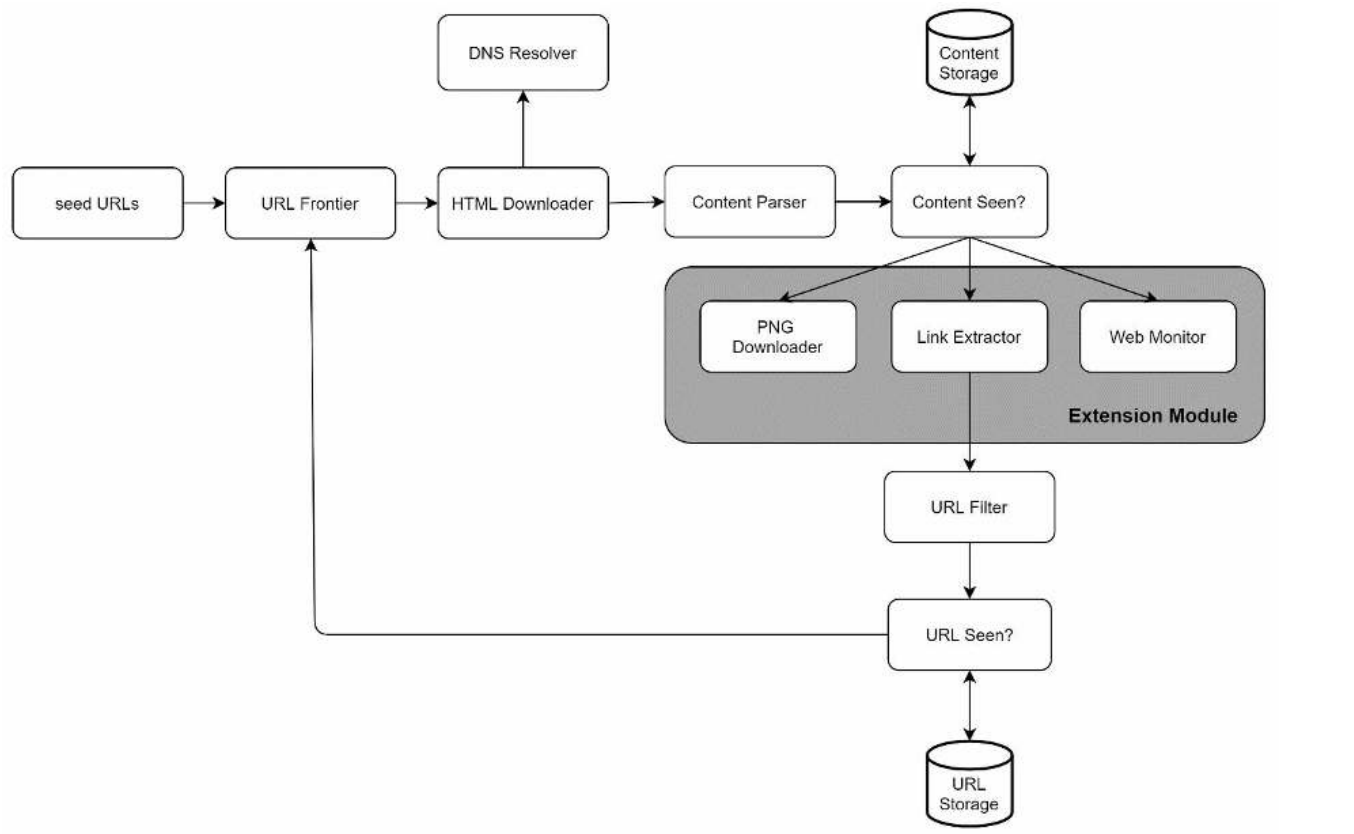 DNS Resolver
Content
Storage
seed URLs
URL Frontier
HTML Downloader
Content Parser
Content Seen?
PNG
Downloader
Link Extractor
Web Monitor
Extension Module
URL Filter
URL Seen?
URL
Storage